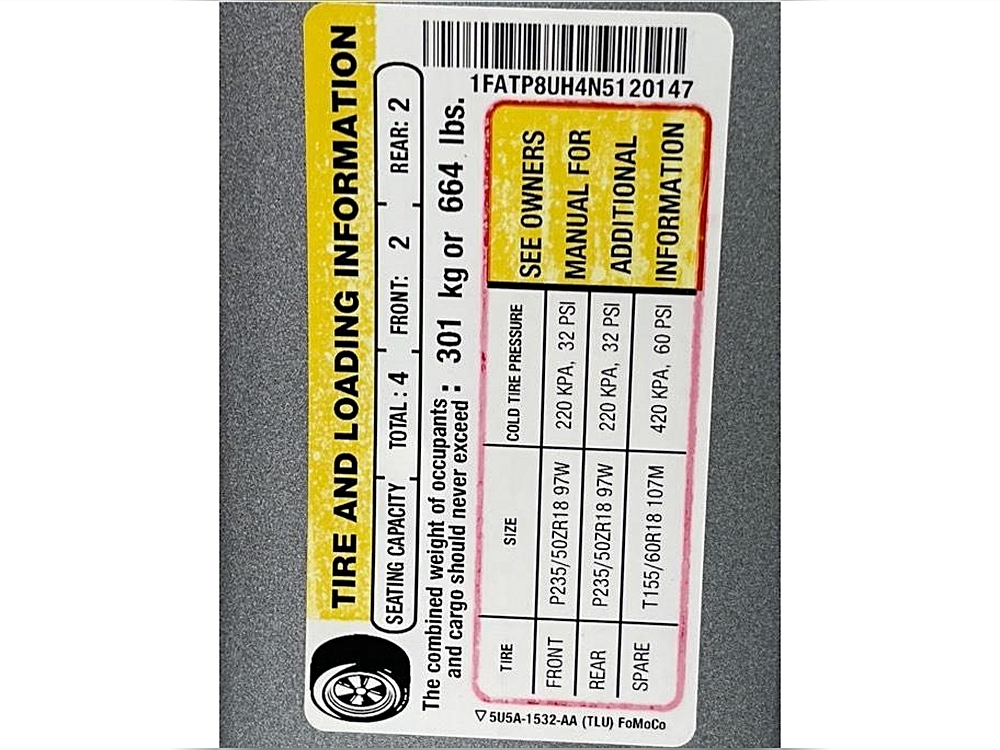 TIRE AND LOADING INFORMATION
SEATING CAPACITY TOTAL : 4 FRONT: 2 REAR: 2
The combined weight of occupants
and cargo should never exceed : 301 kg or 664 lbs.
1FATP8UH4N5120147
TIRE SIZE COLD TIRE PRESSURE
FRONT P235/50ZR18 97W 220 KPA, 32 PSI
REAR P235/50ZR18 97W 220 KPA, 32 PSI
SPARE T155/60R18 107M 420 KPA, 60 PSI
SEE OWNERS
MANUAL FOR
ADDITIONAL
INFORMATION
▽ 5U5A-1532-AA (TLU) FoMoCo